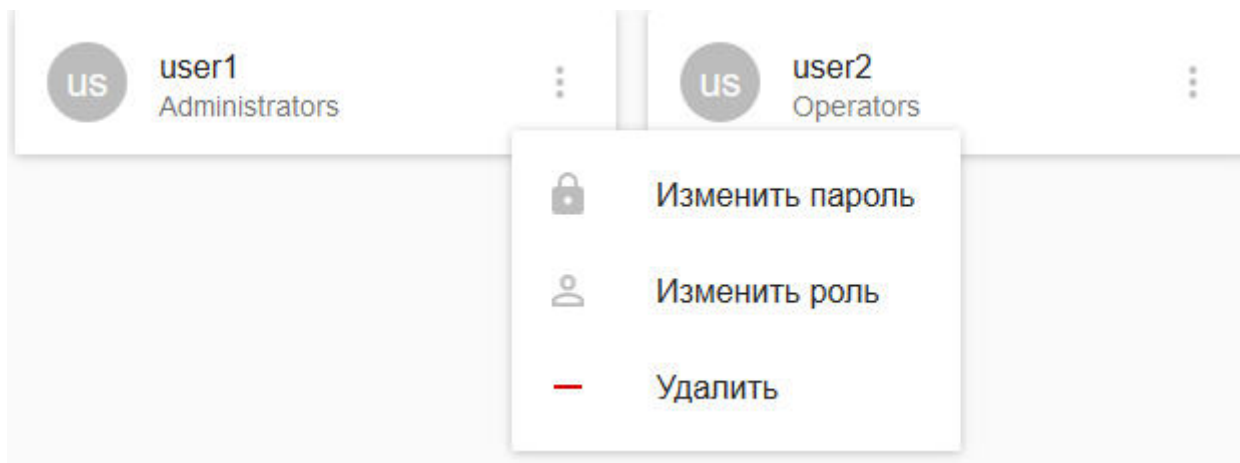 us
user1
Administrators
us
user2
Operators
Изменить пароль
Изменить роль
Удалить